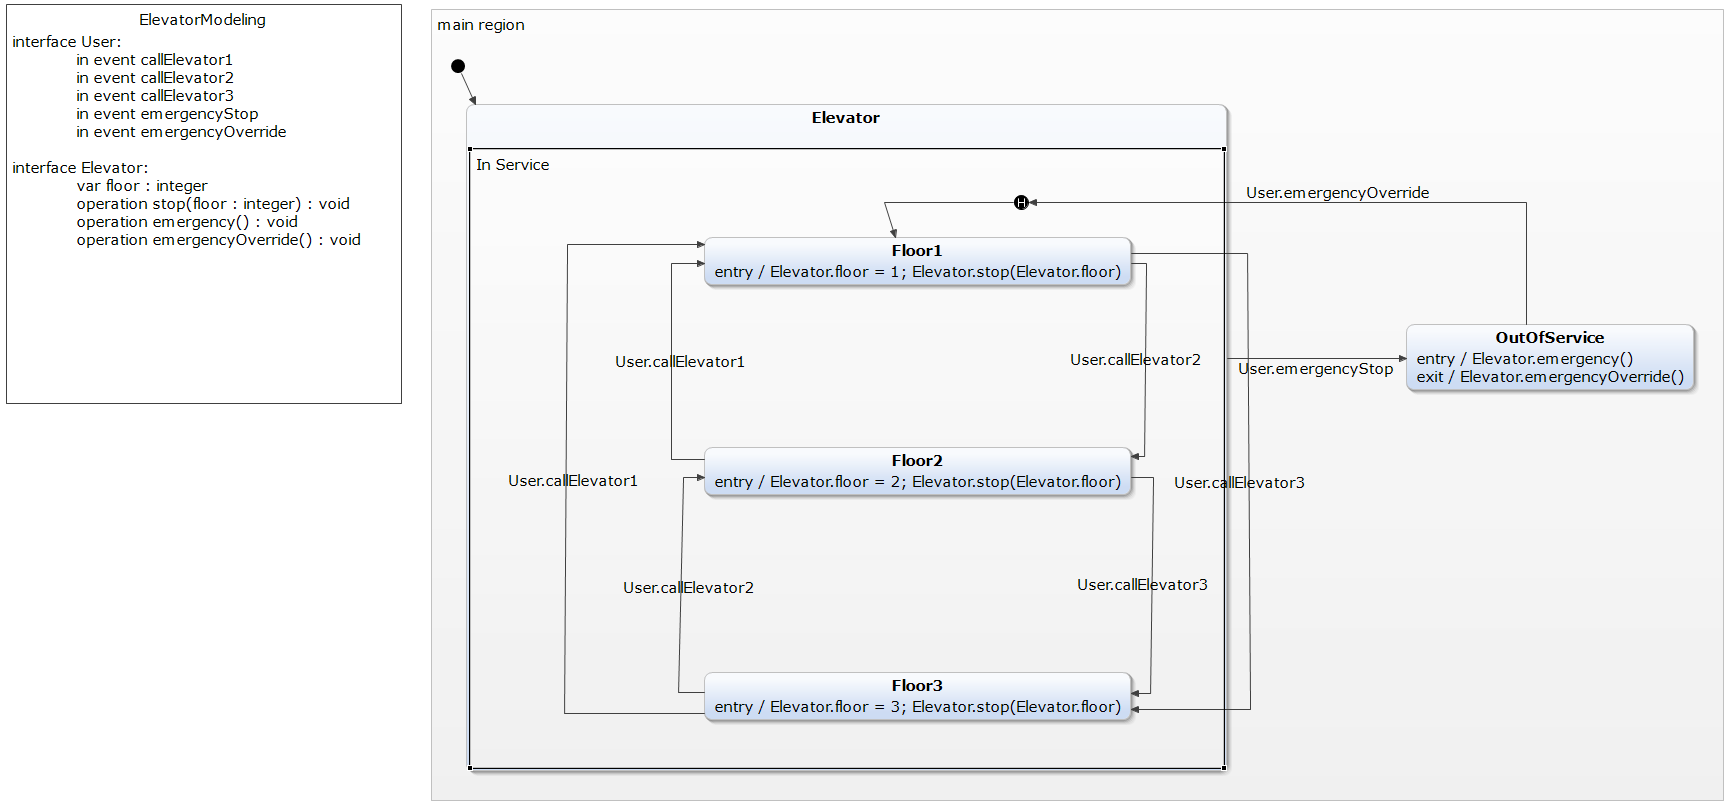 ElevatorModeling
interface User:
in event callElevator1
in event callElevator2
in event callElevator3
in event emergencyStop
in event emergencyOverride
interface Elevator:
var floor : integer
operation stop(floor : integer) : void
operation emergency() : void
operation emergencyOverride() : void
main region
Elevator
In Service
H
User.emergencyOverride
Floor1
entry / Elevator.floor = 1; Elevator.stop(Elevator.floor)
OutOfService
entry / Elevator.emergency()
exit / Elevator.emergencyOverride()
User.callElevator1
User.callElevator2
User.emergencyStop
Floor2
entry / Elevator.floor = 2; Elevator.stop(Elevator.floor)
User.callElevator1
User.callElevator3
User.callElevator2
User.callElevator3
Floor3
entry / Elevator.floor = 3; Elevator.stop(Elevator.floor)